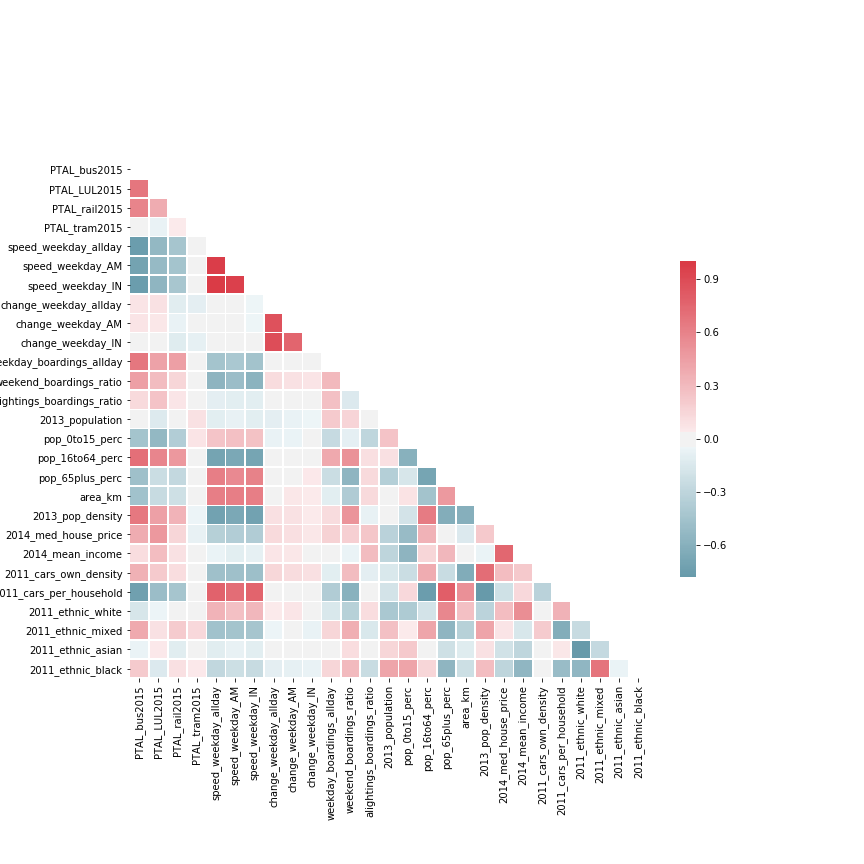 PTAL_bus2015
PTAL_LUL2015
PTAL_rail2015
PTAL_tram2015
speed_weekday_allday
speed_weekday_AM
speed_weekday_IN
change_weekday_allday
change_weekday_AM
change_weekday_IN
eekday_boardings_allday
eekend_boardings_ratio
ightings_boardings_ratio
2013_population
pop_0to15_perc
pop_16to64_perc
pop_65plus_perc
area_km
2013_pop_density
2014_med_house_price
2014_mean_income
2011_cars_own_density
2011_cars_per_household
2011_ethnic_white
2011_ethnic_mixed
2011_ethnic_asian
2011_ethnic_black
PTAL_bus2015
PTAL_LUL2015
PTAL_rail2015
PTAL_tram2015
speed_weekday_allday
speed_weekday_AM
speed_weekday_IN
change_weekday_allday
change_weekday_AM
change_weekday_IN
weekday_boardings_allday
weekend_boardings_ratio
alightings_boardings_ratio
2013_population
pop_0to15_perc
pop_16to64_perc
pop_65plus_perc
area_km
2013_pop_density
2014_med_house_price
2014_mean_income
2011_cars_own_density
2011_cars_per_household
2011_ethnic_white
2011_ethnic_mixed
2011_ethnic_asian
2011_ethnic_black
0.9
0.6
0.3
0.0
−0.3
−0.6